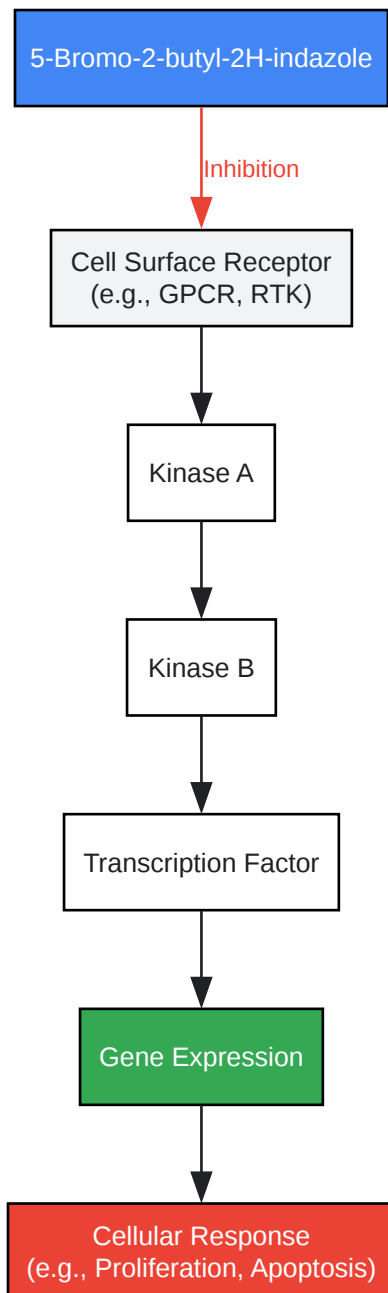 5-Bromo-2-butyl-2H-indazole
Inhibition
Cell Surface Receptor
(e.g., GPCR, RTK)
Kinase A
Kinase B
Transcription Factor
Gene Expression
Cellular Response
(e.g., Proliferation, Apoptosis)